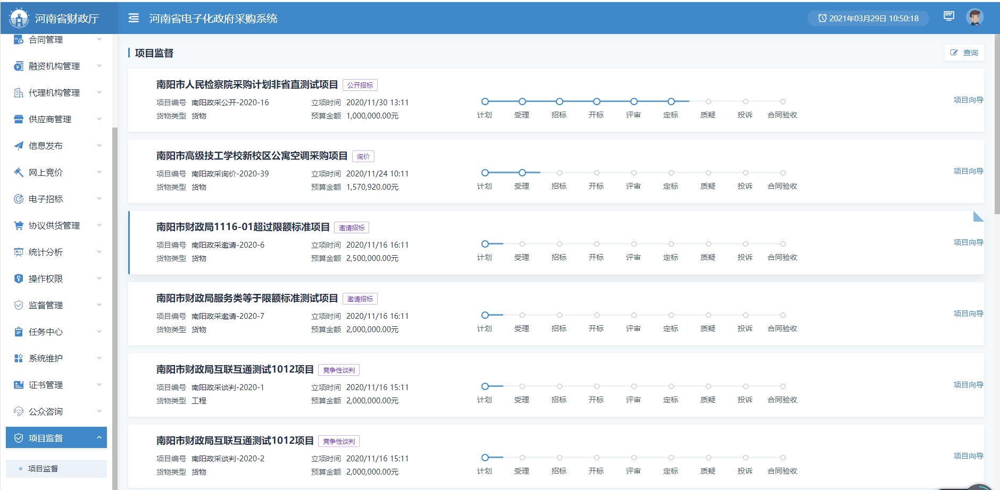 河南省财政厅
河南省电子化政府采购系统
2021年03月29日 10:50:18
合同管理
融资机构管理
代理机构管理
供应商管理
信息发布
网上竞价
电子招标
协议供货管理
统计分析
操作权限
监督管理
任务中心
系统维护
证书管理
公众咨询
项目监督
项目监督
项目监督
查询
南阳市人民检察院采购计划非省直测试项目 公开招标
项目编号 南阳政采公开-2020-16 立项时间 2020/11/30 13:11
货物类型 货物 预算金额 1,000,000.00元
计划 受理 招标 开标 评审 定标 质疑 投诉 合同验收
项目向导
南阳市高级技工学校新校区公寓空调采购项目 询价
项目编号 南阳政采询价-2020-39 立项时间 2020/11/24 10:11
货物类型 货物 预算金额 1,570,920.00元
计划 受理 招标 开标 评审 定标 质疑 投诉 合同验收
项目向导
南阳市财政局1116-01超过限额标准项目 邀请招标
项目编号 南阳政采邀请-2020-6 立项时间 2020/11/16 16:11
货物类型 货物 预算金额 2,500,000.00元
计划 受理 招标 开标 评审 定标 质疑 投诉 合同验收
项目向导
南阳市财政局服务类等于限额标准测试项目 邀请招标
项目编号 南阳政采邀请-2020-7 立项时间 2020/11/16 16:11
货物类型 货物 预算金额 2,000,000.00元
计划 受理 招标 开标 评审 定标 质疑 投诉 合同验收
项目向导
南阳市财政局互联互通测试1012项目 竞争性谈判
项目编号 南阳政采谈判-2020-1 立项时间 2020/11/16 15:11
货物类型 工程 预算金额 2,000,000.00元
计划 受理 招标 开标 评审 定标 质疑 投诉 合同验收
项目向导
南阳市财政局互联互通测试1012项目 竞争性谈判
项目编号 南阳政采谈判-2020-2 立项时间 2020/11/16 15:11
货物类型 货物 预算金额 2,000,000.00元
计划 受理 招标 开标 评审 定标 质疑 投诉 合同验收
项目向导